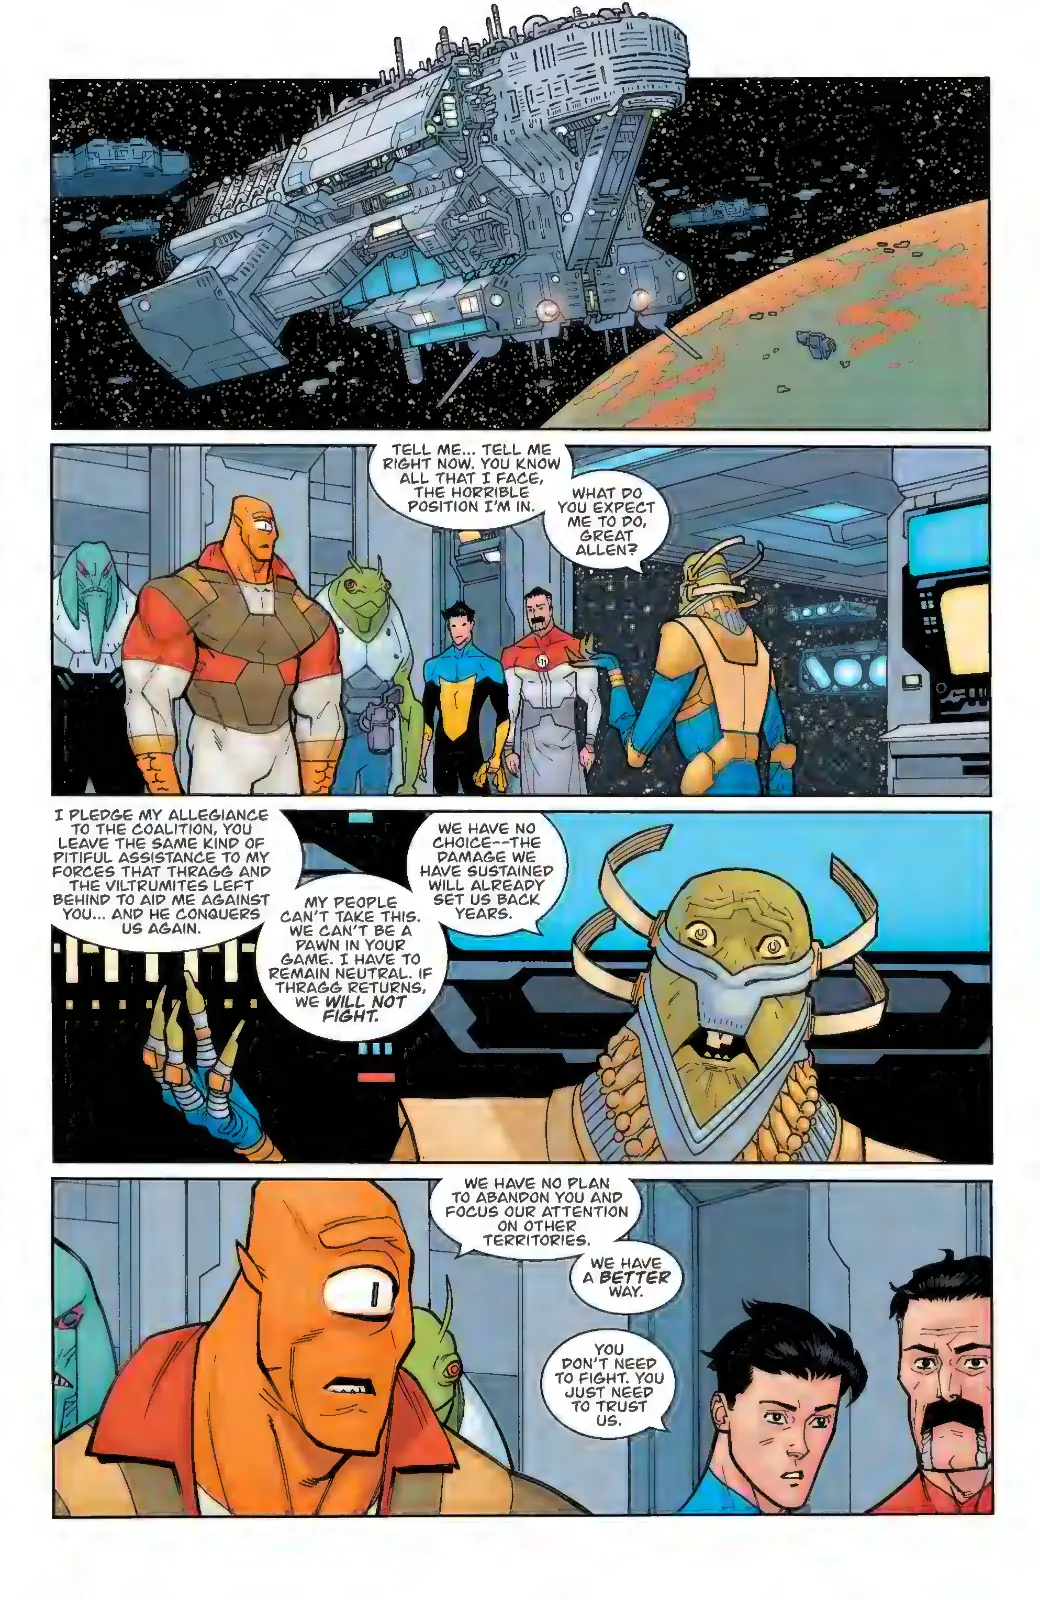 TELL ME... TELL ME
RIGHT NOW. YOU KNOW
ALL THAT I FACE,
THE HORRIBLE
POSITION I'M IN.
WHAT DO
YOU EXPECT
ME TO DO,
GREAT
ALLEN?
I PLEDGE MY ALLEGIANCE
TO THE COALITION, YOU
LEAVE THE SAME KIND OF
PITIFUL ASSISTANCE TO MY
FORCES THAT THRAGG AND
THE VILTRUMITES LEFT
BEHIND TO AID ME AGAINST
YOU... AND HE CONQUERS
US AGAIN.
MY PEOPLE
CAN'T TAKE THIS.
WE CAN'T BE A
PAWN IN YOUR
GAME. I HAVE TO
REMAIN NEUTRAL. IF
THRAGG RETURNS,
WE WILL NOT
FIGHT.
WE HAVE NO
CHOICE--THE
DAMAGE WE
HAVE SUSTAINED
WILL ALREADY
SET US BACK
YEARS.
WE HAVE NO PLAN
TO ABANDON YOU AND
FOCUS OUR ATTENTION
ON OTHER
TERRITORIES.
WE HAVE
A BETTER
WAY.
YOU
DON'T NEED
TO FIGHT. YOU
JUST NEED
TO TRUST
US.